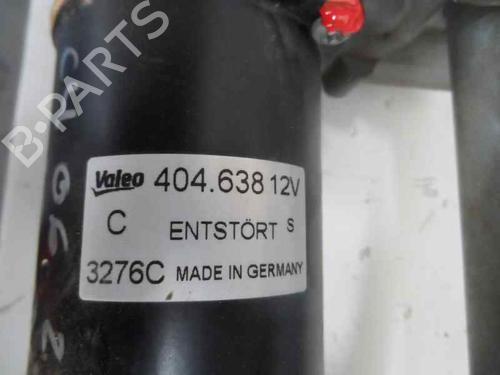 B-PARTS
Valeo 404.638 12V
C ENTSTÖRT S
3276C MADE IN GERMANY